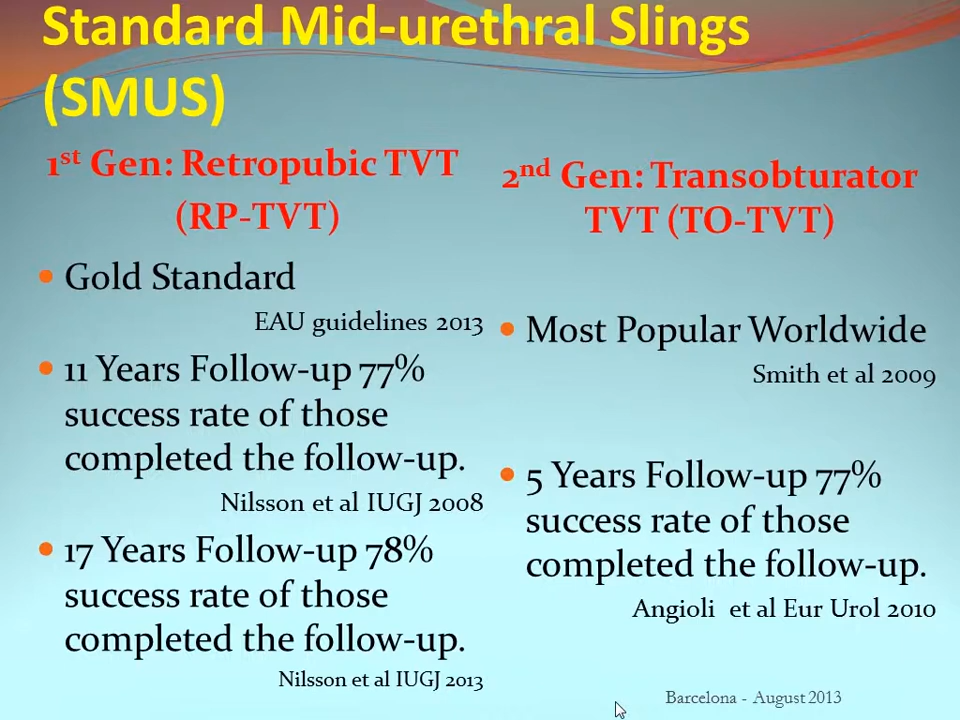 Standard Mid-urethral Slings
(SMUS)
1st Gen: Retropubic TVT
(RP-TVT)
• Gold Standard
EAU guidelines 2013
• 11 Years Follow-up 77%
success rate of those
completed the follow-up.
Nilsson et al IUGJ 2008
• 17 Years Follow-up 78%
success rate of those
completed the follow-up.
Nilsson et al IUGJ 2013
2nd Gen: Transobturator
TVT (TO-TVT)
• Most Popular Worldwide
Smith et al 2009
• 5 Years Follow-up 77%
success rate of those
completed the follow-up.
Angioli et al Eur Urol 2010
Barcelona - August 2013